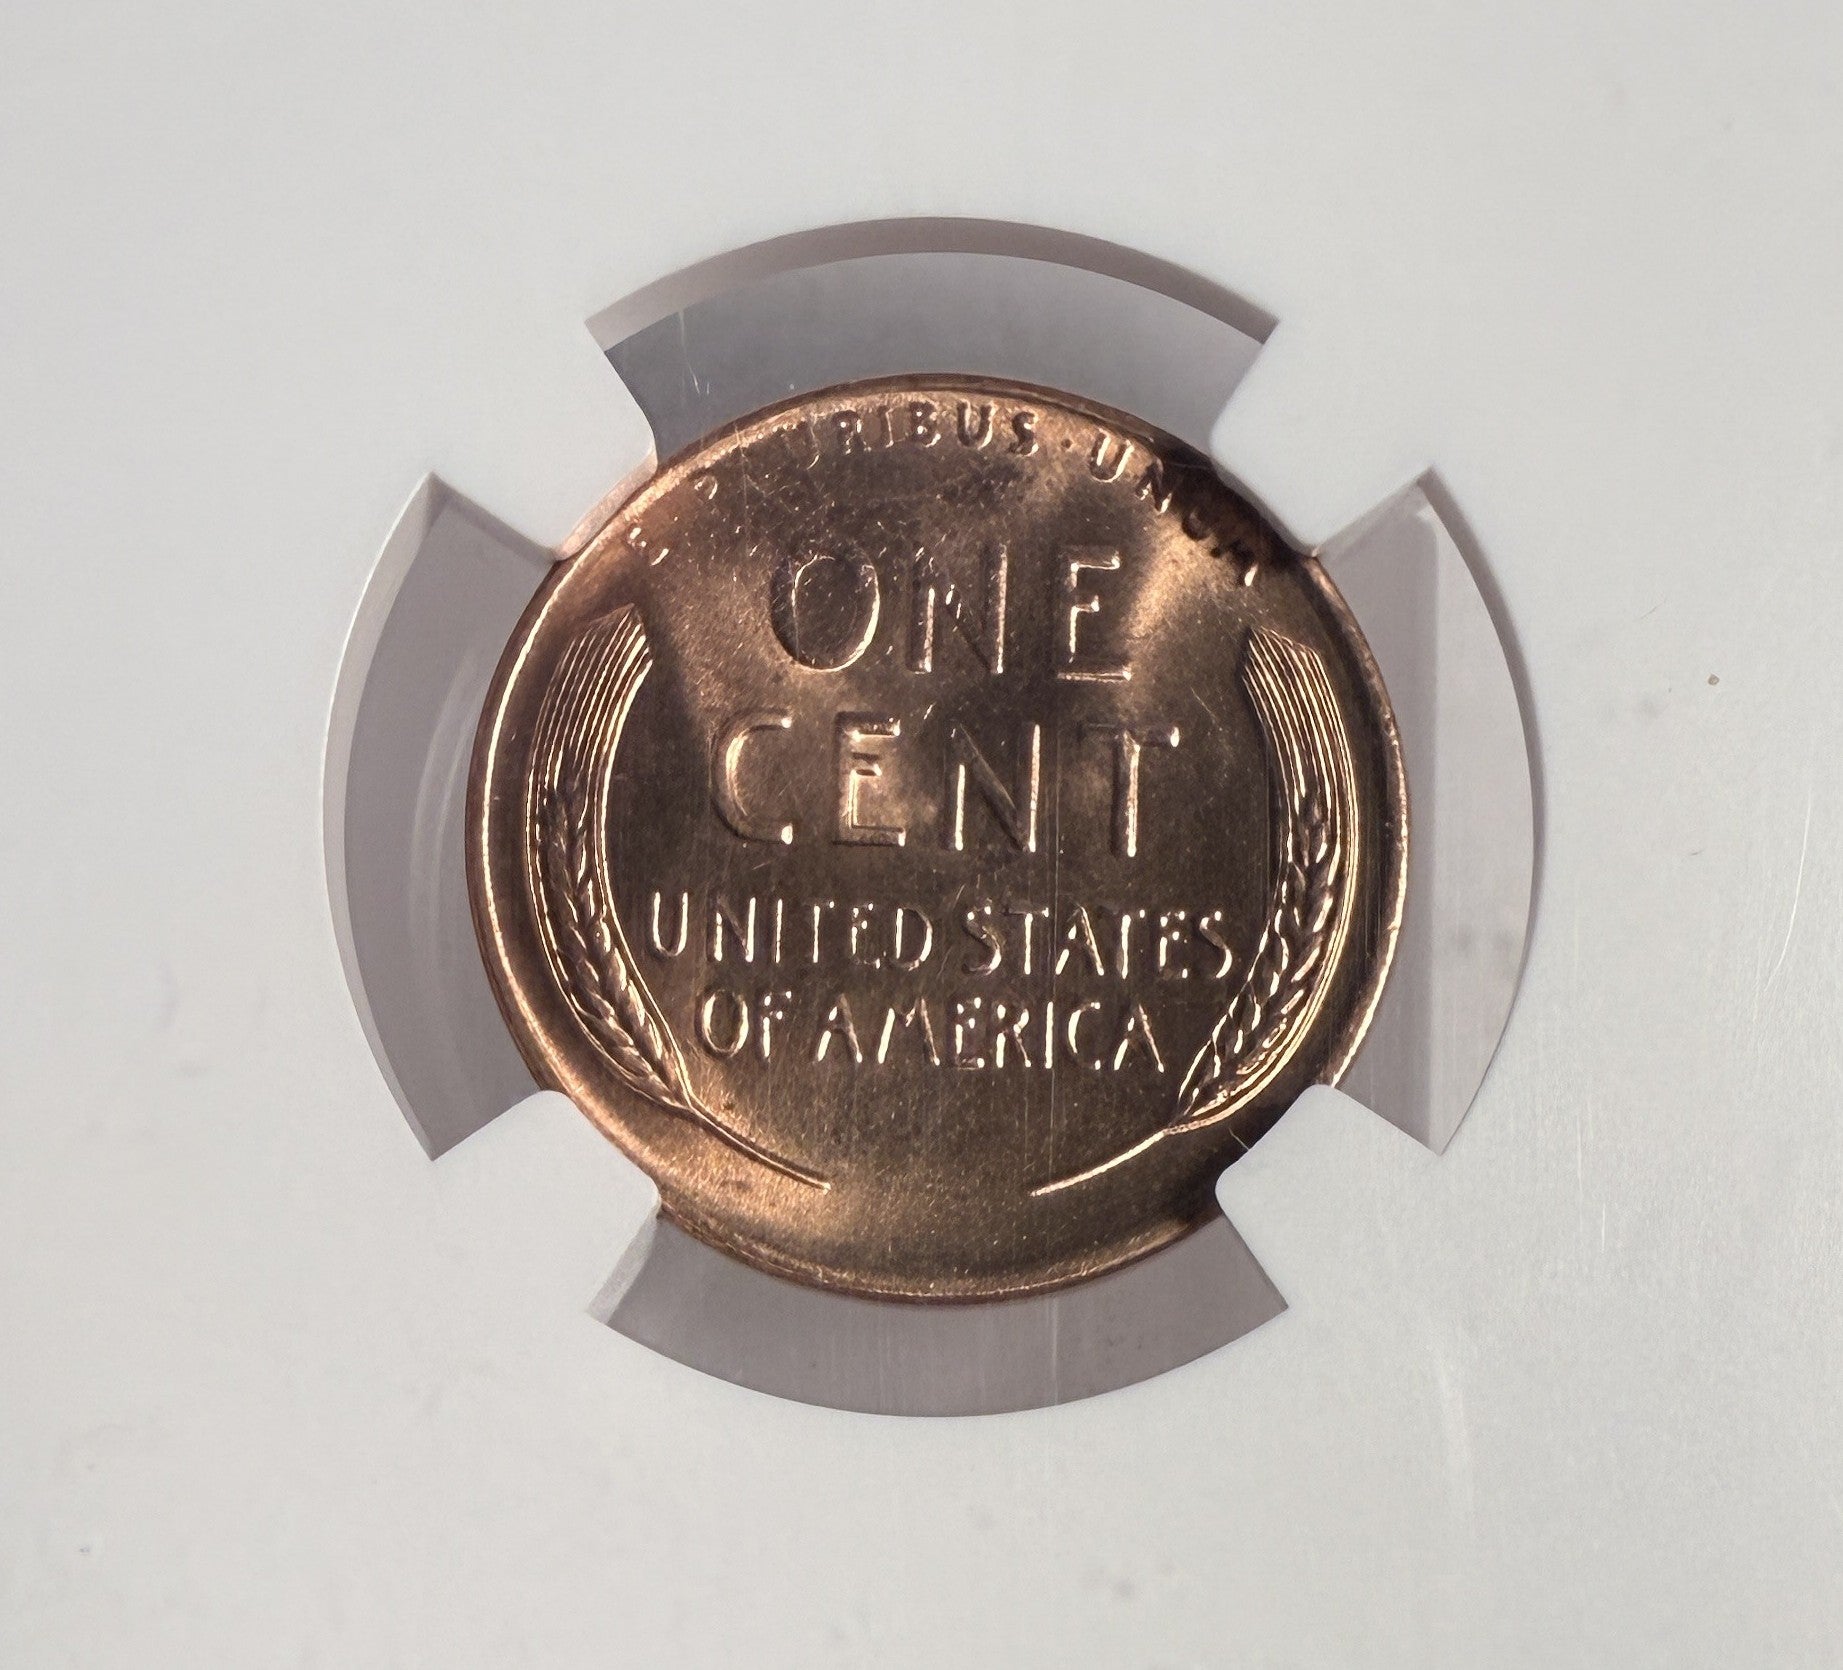 E · PLURIBUS · UNUM
ONE
CENT
UNITED STATES
OF AMERICA